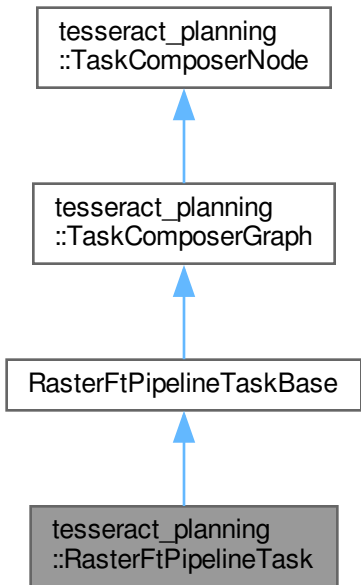 tesseract_planning
::TaskComposerNode
tesseract_planning
::TaskComposerGraph
RasterFtPipelineTaskBase
tesseract_planning
::RasterFtPipelineTask